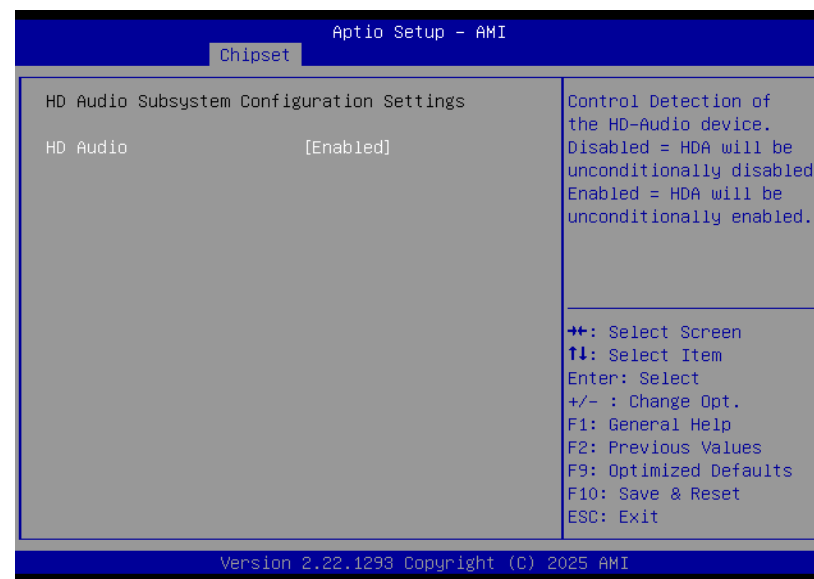 Aptio Setup – AMI
Chipset
HD Audio Subsystem Configuration Settings
HD Audio [Enabled]
Control Detection of
the HD-Audio device.
Disabled = HDA will be
unconditionally disabled
Enabled = HDA will be
unconditionally enabled.
→←: Select Screen
↑↓: Select Item
Enter: Select
+/- : Change Opt.
F1: General Help
F2: Previous Values
F9: Optimized Defaults
F10: Save & Reset
ESC: Exit
Version 2.22.1293 Copyright (C) 2025 AMI